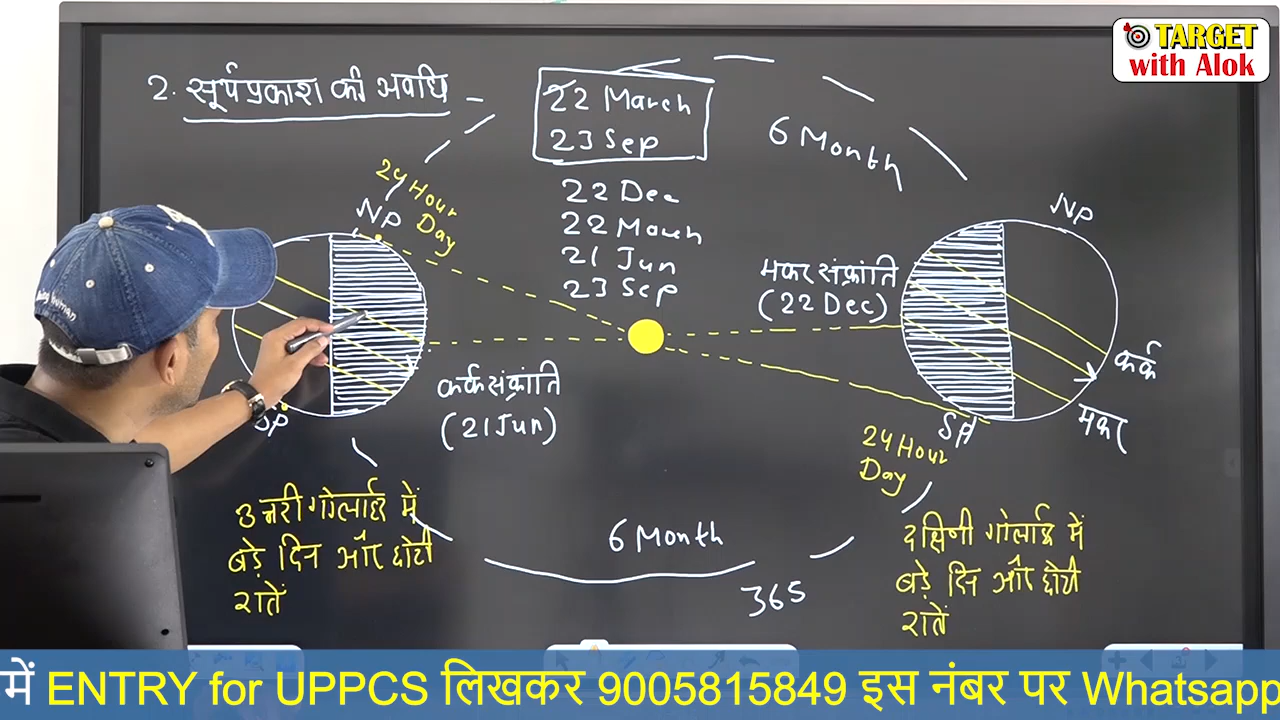 TARGET
with Alok
2. सूर्यप्रकाश की अवधि -
22 March
23 Sep
6 Month
22 Dec
22 March
21 Jun
23 Sep
24 Hour
Day
NP
NP
मकर संक्रांति
(22 Dec)
कर्क
मकर
कर्क संक्रांति
(21 Jun)
SP
SP
24 Hour
Day
उत्तरी गोलार्द्ध में
बड़े दिन और छोटी
रातें
6 Month
365
दक्षिणी गोलार्द्ध में
बड़े दिन और छोटी
रातें
में ENTRY for UPPCS लिखकर 9005815849 इस नंबर पर Whatsapp